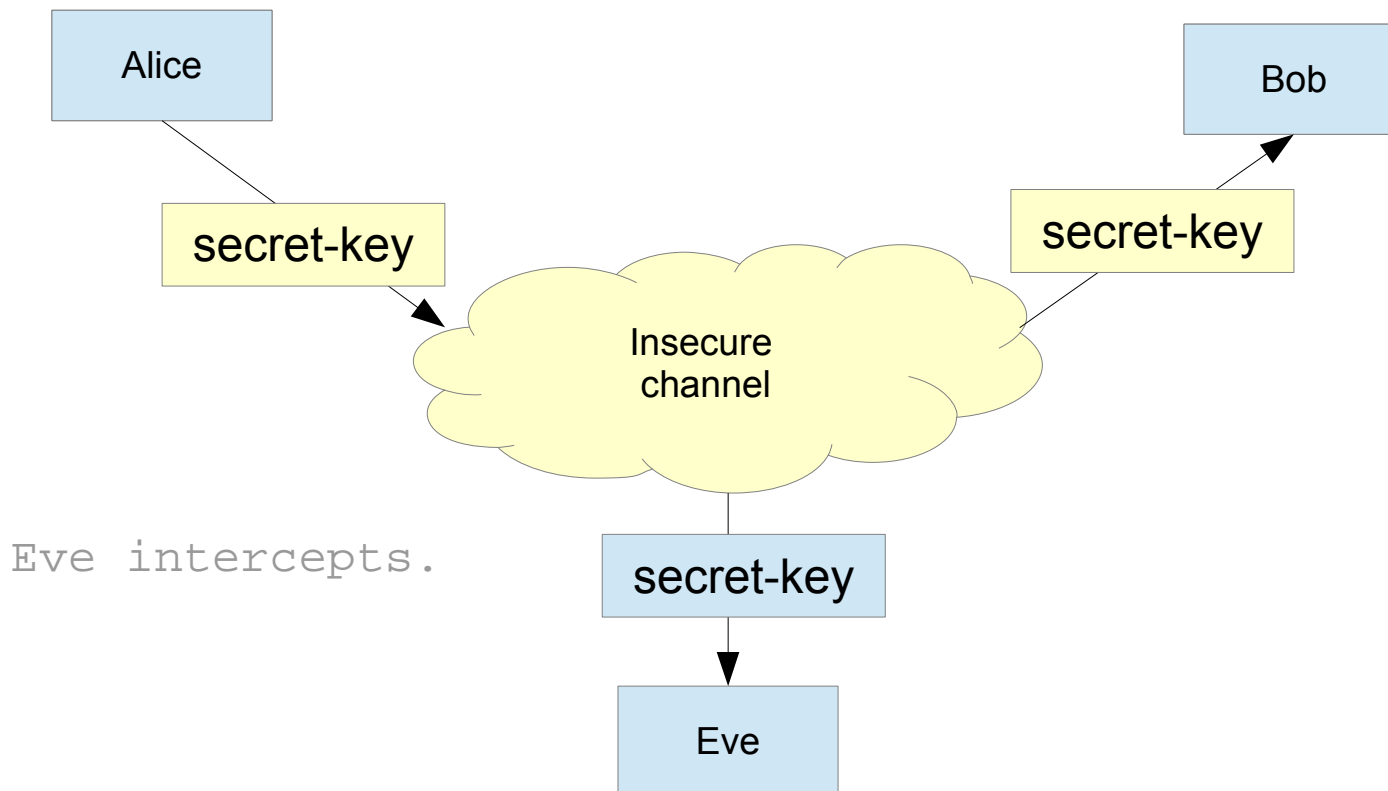 Alice
Bob
secret-key
secret-key
Insecure
channel
Eve intercepts.
secret-key
Eve